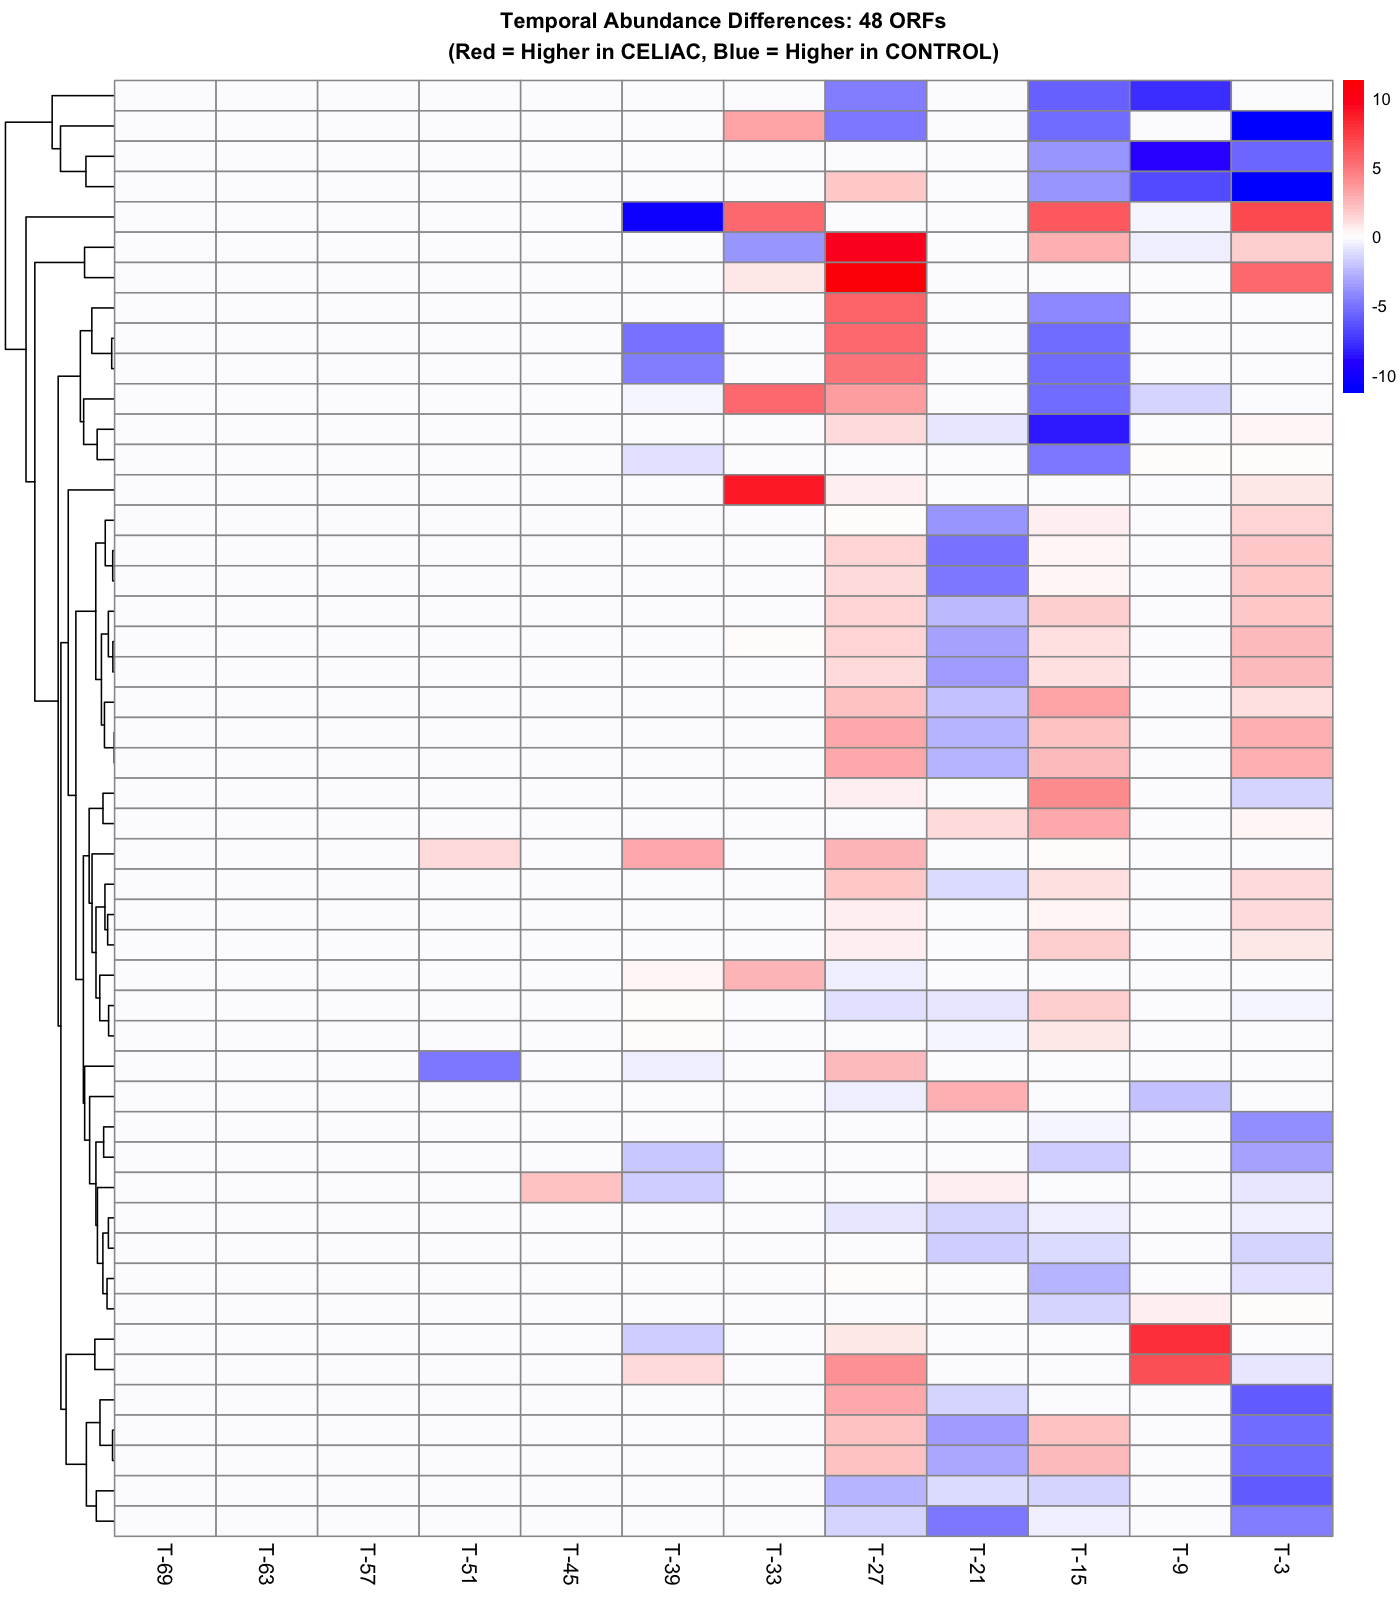 Temporal Abundance Differences: 48 ORFs
(Red = Higher in CELIAC, Blue = Higher in CONTROL)
10
5
0
-5
-10
T-69
T-63
T-57
T-51
T-45
T-39
T-33
T-27
T-21
T-15
T-9
T-3